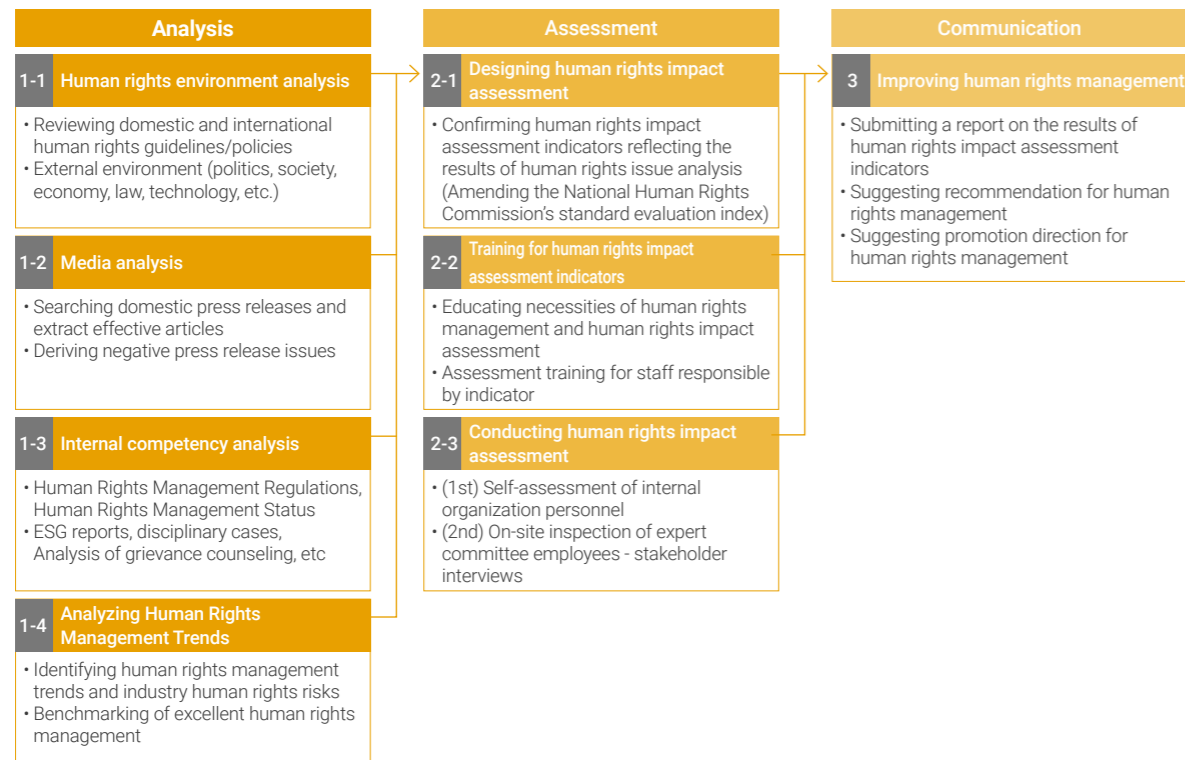 Analysis
1-1 Human rights environment analysis
• Reviewing domestic and international
human rights guidelines/policies
• External environment (politics, society,
economy, law, technology, etc.)
1-2 Media analysis
• Searching domestic press releases and
extract effective articles
• Deriving negative press release issues
1-3 Internal competency analysis
• Human Rights Management Regulations,
Human Rights Management Status
• ESG reports, disciplinary cases,
Analysis of grievance counseling, etc
1-4 Analyzing Human Rights
Management Trends
• Identifying human rights management
trends and industry human rights risks
• Benchmarking of excellent human rights
management
Assessment
2-1 Designing human rights impact
assessment
• Confirming human rights impact
assessment indicators reflecting the
results of human rights issue analysis
(Amending the National Human Rights
Commission's standard evaluation index)
2-2 Training for human rights impact
assessment indicators
• Educating necessities of human rights
management and human rights impact
assessment
• Assessment training for staff responsible
by indicator
2-3 Conducting human rights impact
assessment
• (1st) Self-assessment of internal
organization personnel
• (2nd) On-site inspection of expert
committee employees - stakeholder
interviews
Communication
3 Improving human rights management
• Submitting a report on the results of
human rights impact assessment
indicators
• Suggesting recommendation for human
rights management
• Suggesting promotion direction for
human rights management